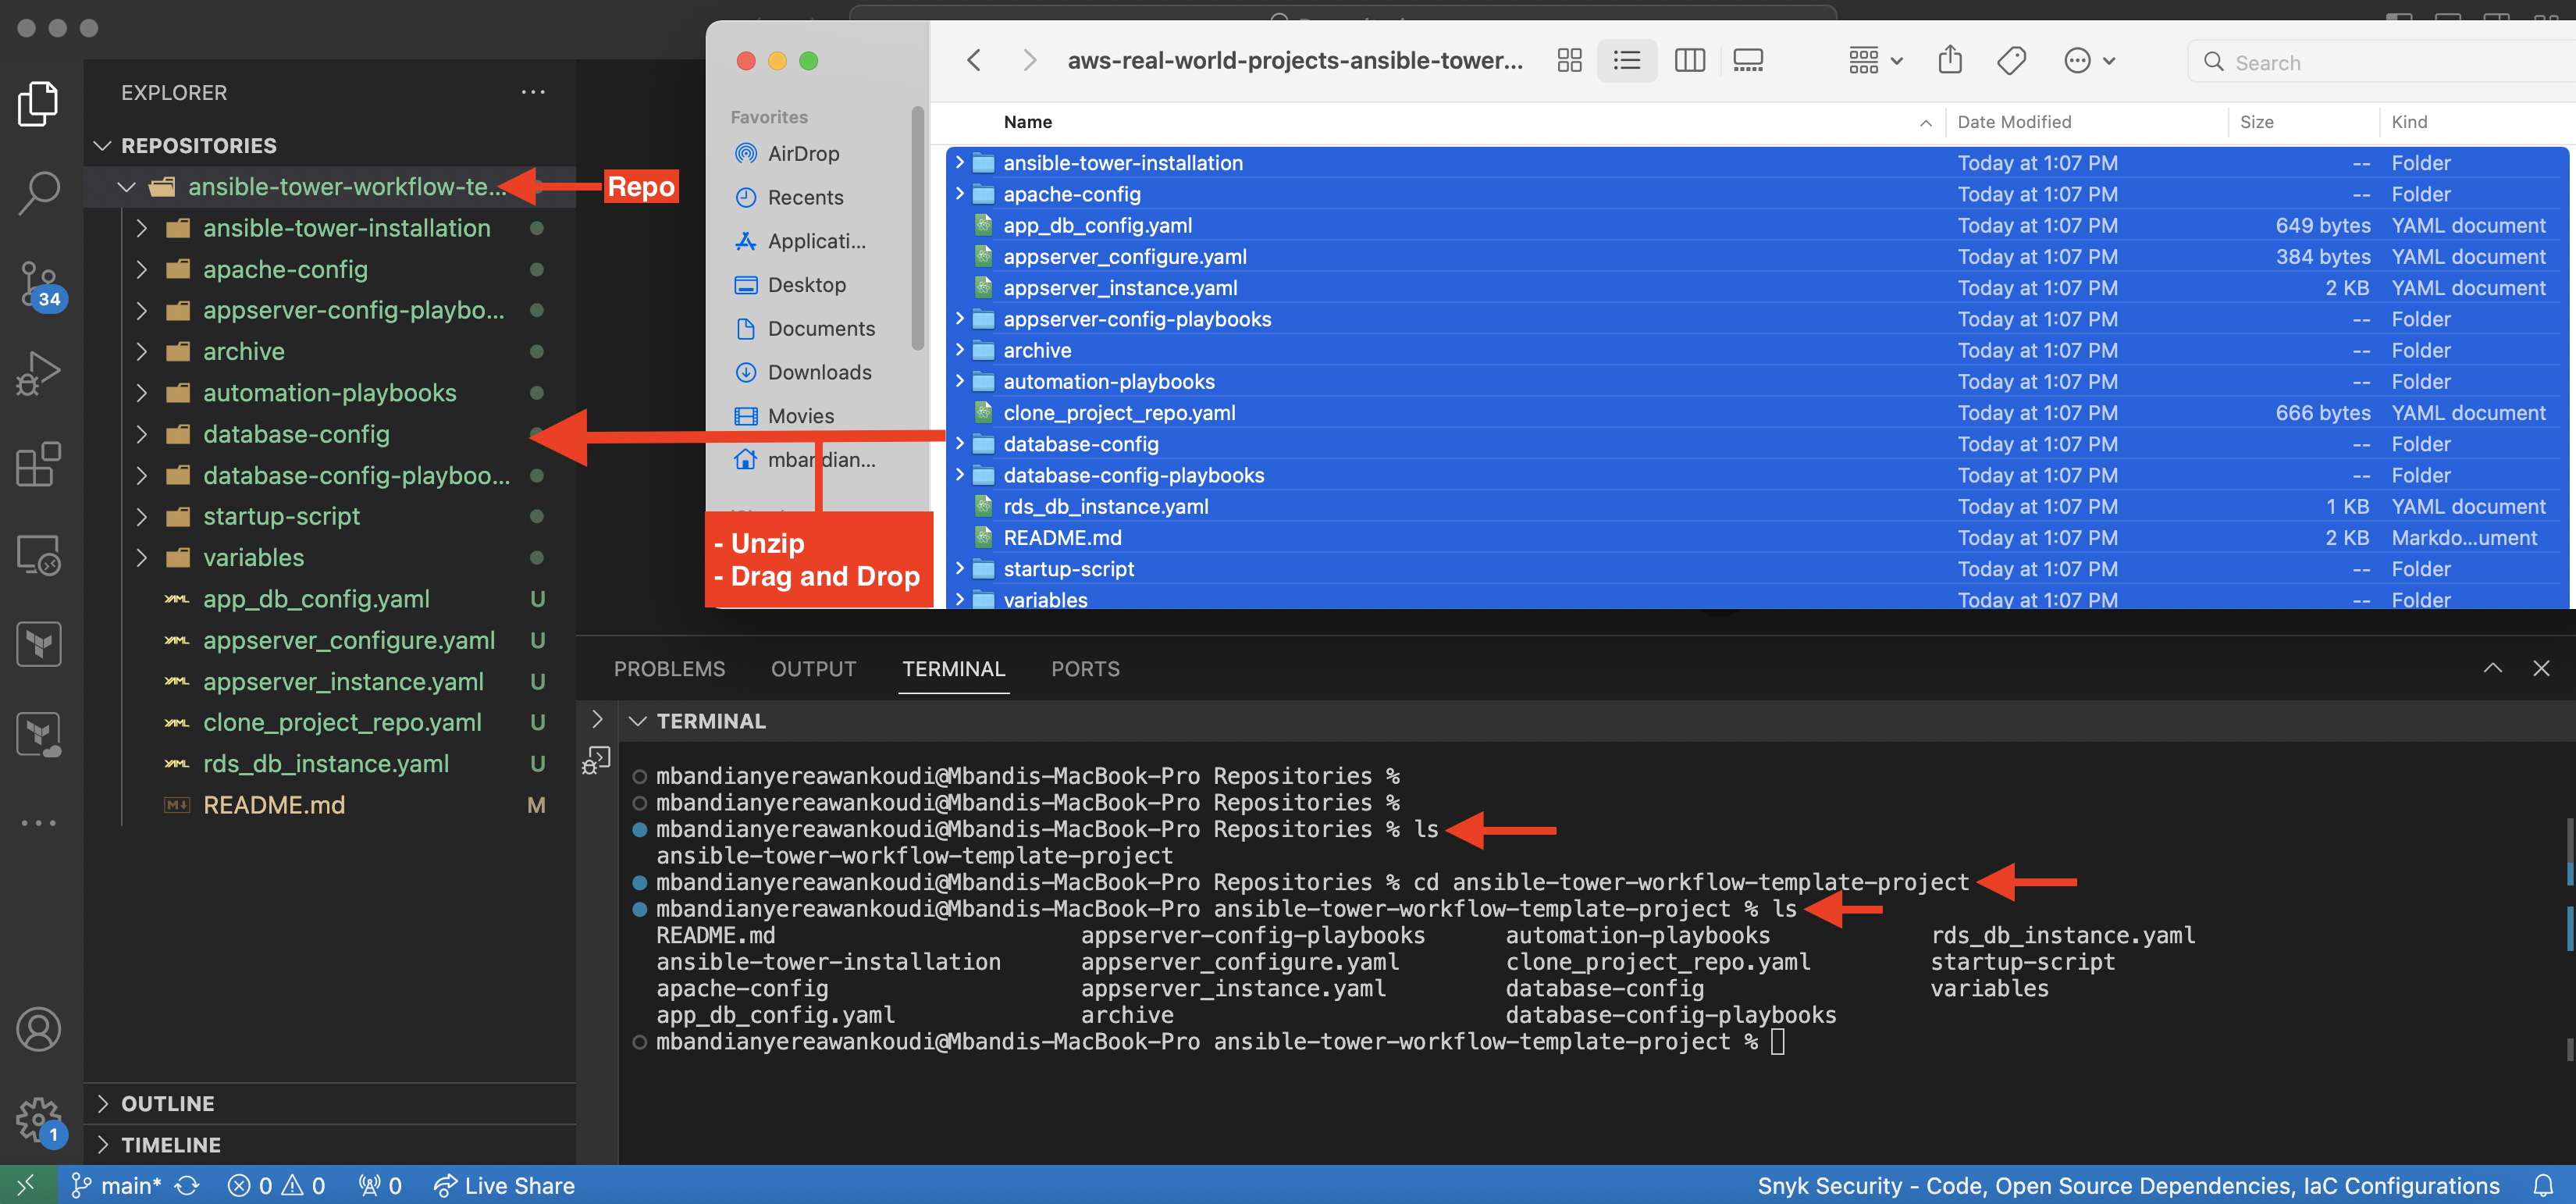 aws-real-world-projects-ansible-tower...
Search
Favorites
AirDrop
Recents
Applicati...
Desktop
Documents
Downloads
Movies
mbandian...
Name Date Modified Size Kind
ansible-tower-installation Today at 1:07 PM -- Folder
apache-config Today at 1:07 PM -- Folder
app_db_config.yaml Today at 1:07 PM 649 bytes YAML document
appserver_configure.yaml Today at 1:07 PM 384 bytes YAML document
appserver_instance.yaml Today at 1:07 PM 2 KB YAML document
appserver-config-playbooks Today at 1:07 PM -- Folder
archive Today at 1:07 PM -- Folder
automation-playbooks Today at 1:07 PM -- Folder
clone_project_repo.yaml Today at 1:07 PM 666 bytes YAML document
database-config Today at 1:07 PM -- Folder
database-config-playbooks Today at 1:07 PM -- Folder
rds_db_instance.yaml Today at 1:07 PM 1 KB YAML document
README.md Today at 1:07 PM 2 KB Markdo...ument
startup-script Today at 1:07 PM -- Folder
variables Today at 1:07 PM -- Folder
- Unzip
- Drag and Drop
EXPLORER
REPOSITORIES
ansible-tower-workflow-te...
Repo
ansible-tower-installation
apache-config
appserver-config-playbo...
archive
automation-playbooks
database-config
database-config-playboo...
startup-script
variables
app_db_config.yaml U
appserver_configure.yaml U
appserver_instance.yaml U
clone_project_repo.yaml U
rds_db_instance.yaml U
README.md M
34
1
OUTLINE
TIMELINE
PROBLEMS OUTPUT TERMINAL PORTS
TERMINAL
mbandianyereawankoudi@Mbandis-MacBook-Pro Repositories %
mbandianyereawankoudi@Mbandis-MacBook-Pro Repositories %
mbandianyereawankoudi@Mbandis-MacBook-Pro Repositories % ls
ansible-tower-workflow-template-project
mbandianyereawankoudi@Mbandis-MacBook-Pro Repositories % cd ansible-tower-workflow-template-project
mbandianyereawankoudi@Mbandis-MacBook-Pro ansible-tower-workflow-template-project % ls
README.md appserver-config-playbooks automation-playbooks rds_db_instance.yaml
ansible-tower-installation appserver_configure.yaml clone_project_repo.yaml startup-script
apache-config appserver_instance.yaml database-config variables
app_db_config.yaml archive database-config-playbooks
mbandianyereawankoudi@Mbandis-MacBook-Pro ansible-tower-workflow-template-project %
main* 0 0 0 Live Share
Snyk Security - Code, Open Source Dependencies, IaC Configurations